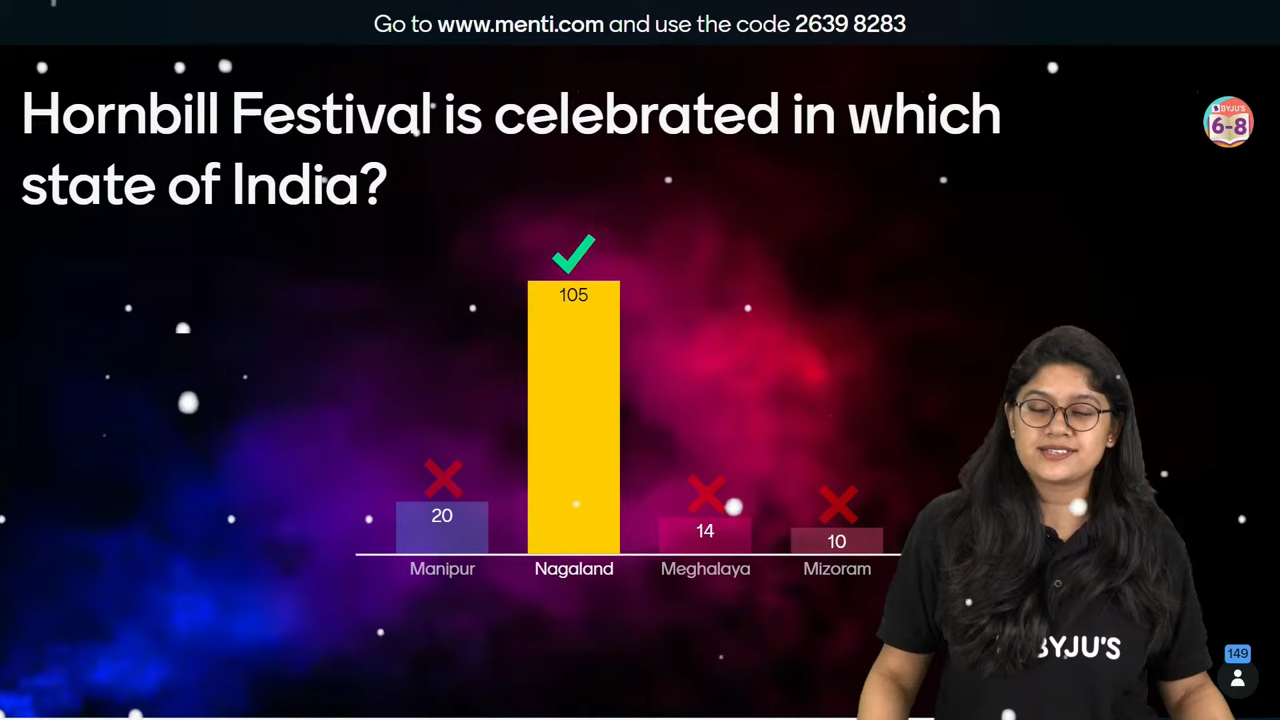 Go to www.menti.com and use the code 2639 8283
Hornbill Festival is celebrated in which
state of India?
BYJU'S
6-8
105
20
14
10
Manipur
Nagaland
Meghalaya
Mizoram
BYJU'S
149